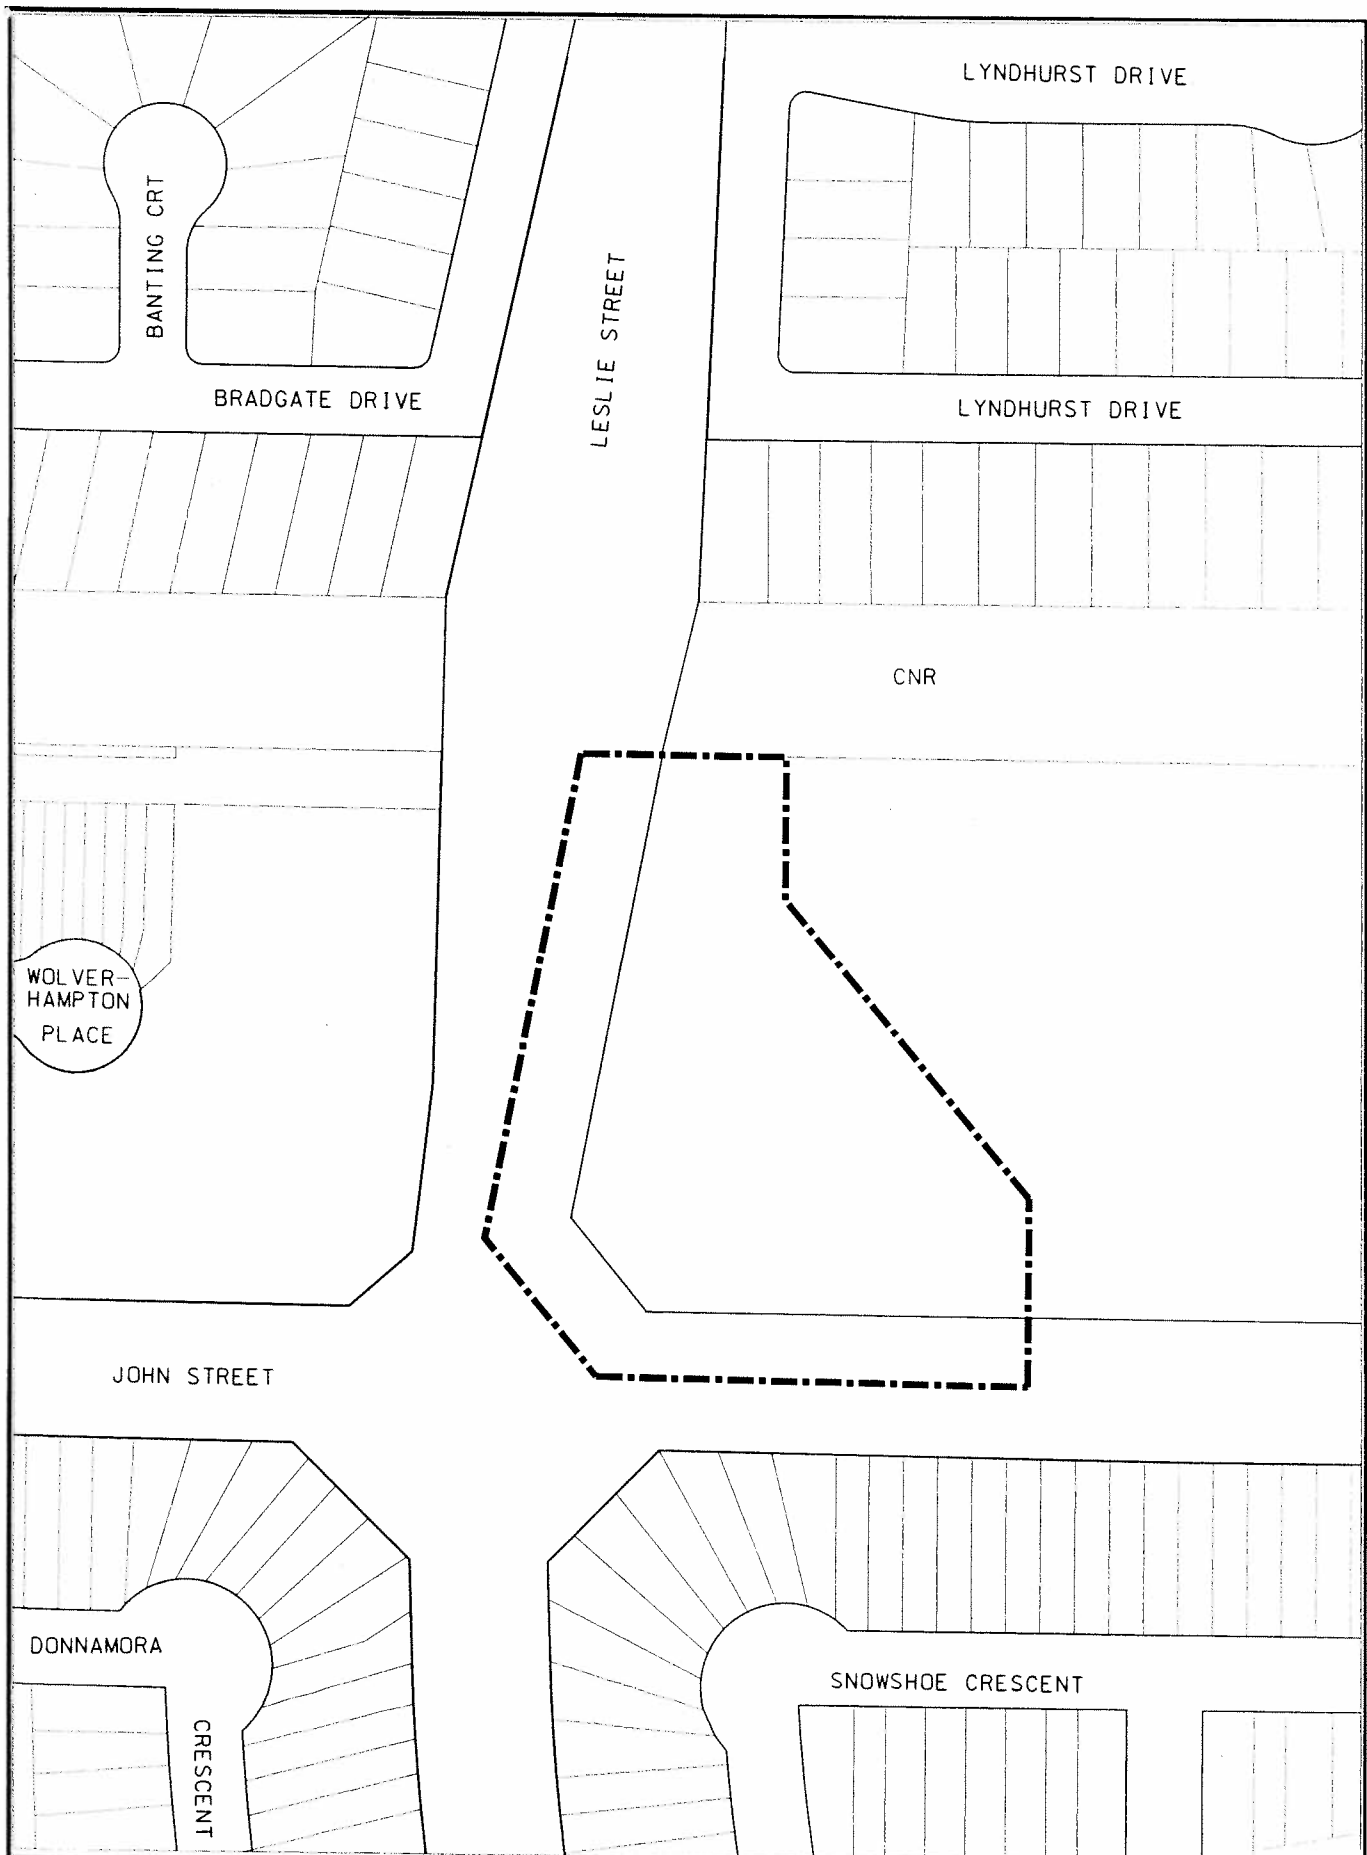 LYNDHURST DRIVE
BANTING CRT
LESLIE STREET
BRADGATE DRIVE
LYNDHURST DRIVE
CNR
WOLVER-
HAMPTON
PLACE
JOHN STREET
DONNAMORA
CRESCENT
SNOWSHOE CRESCENT